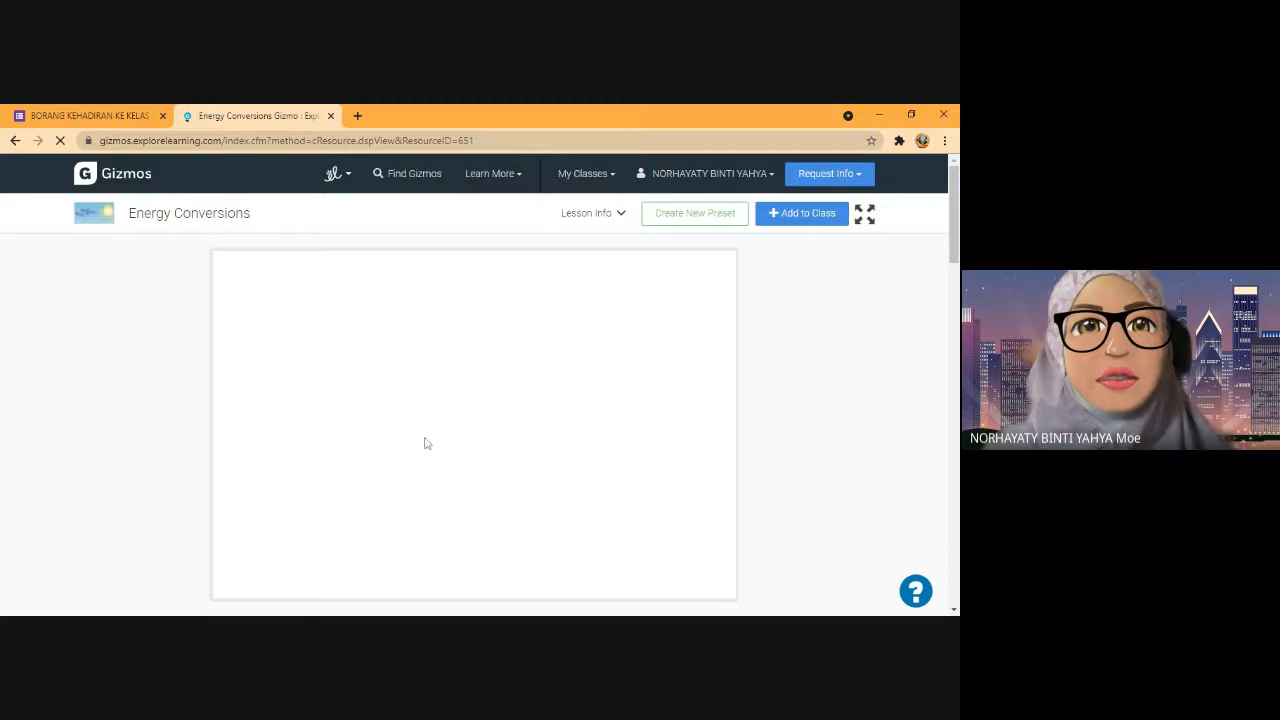 BORANG KEHADIRAN KE KELAS
Energy Conversions Gizmo : Expl
gizmos.explorelearning.com/index.cfm?method=cResource.dspView&ResourceID=651
G Gizmos
Find Gizmos
Learn More
My Classes
NORHAYATY BINTI YAHYA
Request Info
Energy Conversions
Lesson Info
Create New Preset
+ Add to Class
?
NORHAYATY BINTI YAHYA Moe